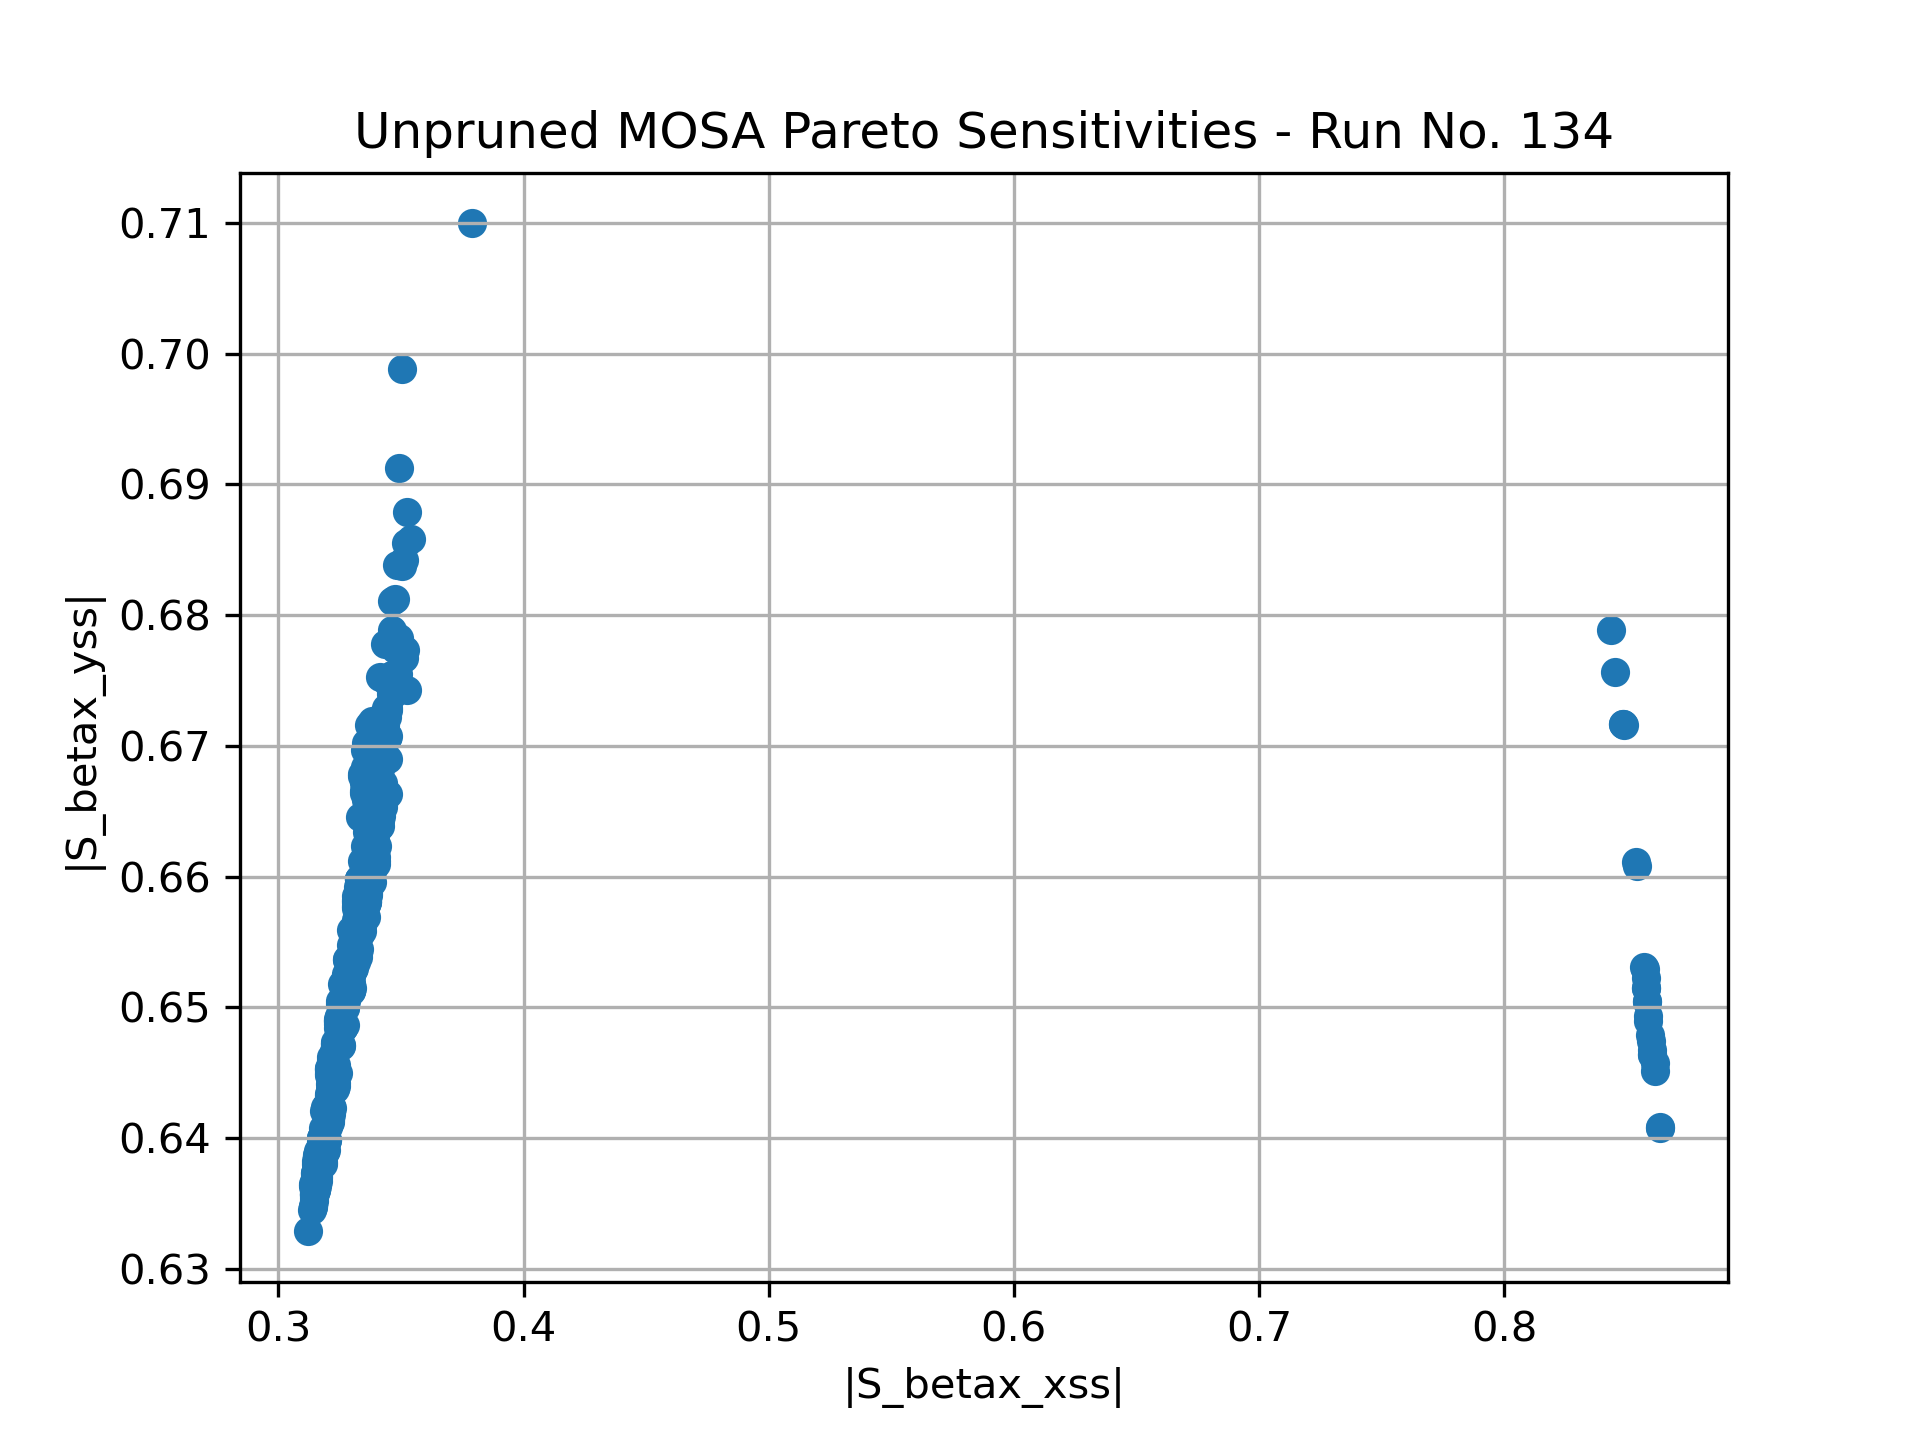 Unpruned MOSA Pareto Sensitivities - Run No. 134
0.71
0.70
0.69
0.68
0.67
0.66
0.65
0.64
0.63
|S_betax_yss|
0.3 0.4 0.5 0.6 0.7 0.8
|S_betax_xss|